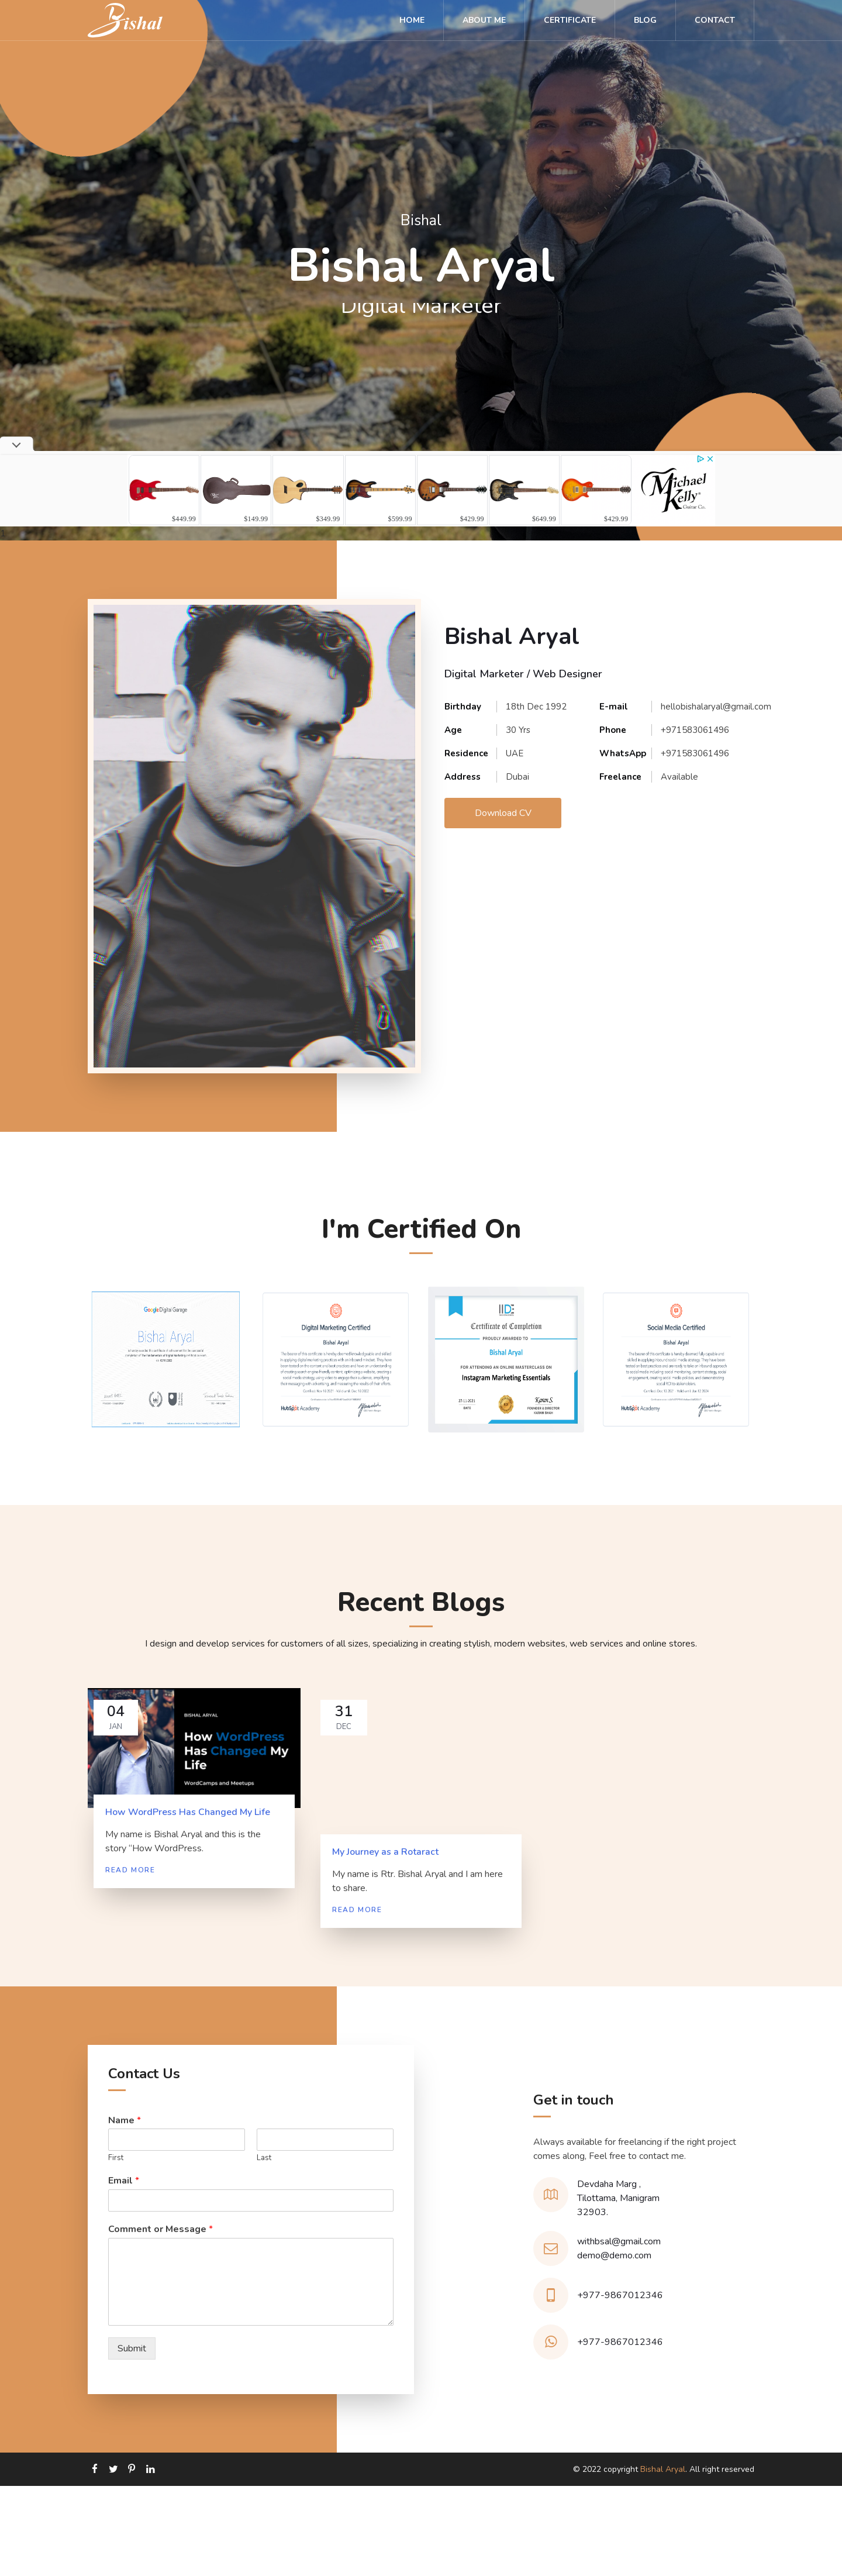 Bishal
HOME
ABOUT ME
CERTIFICATE
BLOG
CONTACT
Bishal
Bishal Aryal
Digital Marketer
$449.99
$149.99
$349.99
$599.99
$429.99
$649.99
$429.99
Michael
Kelly
Guitar Co.
Bishal Aryal
Digital Marketer / Web Designer
Birthday 18th Dec 1992
Age 30 Yrs
Residence UAE
Address Dubai
E-mail hellobishalaryal@gmail.com
Phone +971583061496
WhatsApp +971583061496
Freelance Available
Download CV
I'm Certified On
Google Digital Garage
Bishal Aryal
Digital Marketing Certified
Bishal Aryal
HubSpot Academy
IIDE
Certificate of Completion
PROUDLY AWARDED TO
Bishal Aryal
FOR ATTENDING AN ONLINE MASTERCLASS ON
Instagram Marketing Essentials
DATE
Social Media Certified
Bishal Aryal
HubSpot Academy
Recent Blogs
I design and develop services for customers of all sizes, specializing in creating stylish, modern websites, web services and online stores.
04
JAN
BISHAL ARYAL
How WordPress
Has Changed My
Life
WordCamps and Meetups
How WordPress Has Changed My Life
My name is Bishal Aryal and this is the
story “How WordPress.
READ MORE
31
DEC
My Journey as a Rotaract
My name is Rtr. Bishal Aryal and I am here
to share.
READ MORE
Contact Us
Name *
First
Last
Email *
Comment or Message *
Submit
Get in touch
Always available for freelancing if the right project
comes along, Feel free to contact me.
Devdaha Marg ,
Tilottama, Manigram
32903.
withbsal@gmail.com
demo@demo.com
+977-9867012346
+977-9867012346
© 2022 copyright Bishal Aryal. All right reserved